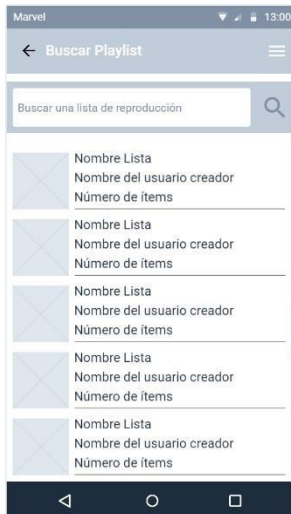 Marvel 13:00
Buscar Playlist
Buscar una lista de reproducción
Nombre Lista
Nombre del usuario creador
Número de ítems
Nombre Lista
Nombre del usuario creador
Número de ítems
Nombre Lista
Nombre del usuario creador
Número de ítems
Nombre Lista
Nombre del usuario creador
Número de ítems
Nombre Lista
Nombre del usuario creador
Número de ítems